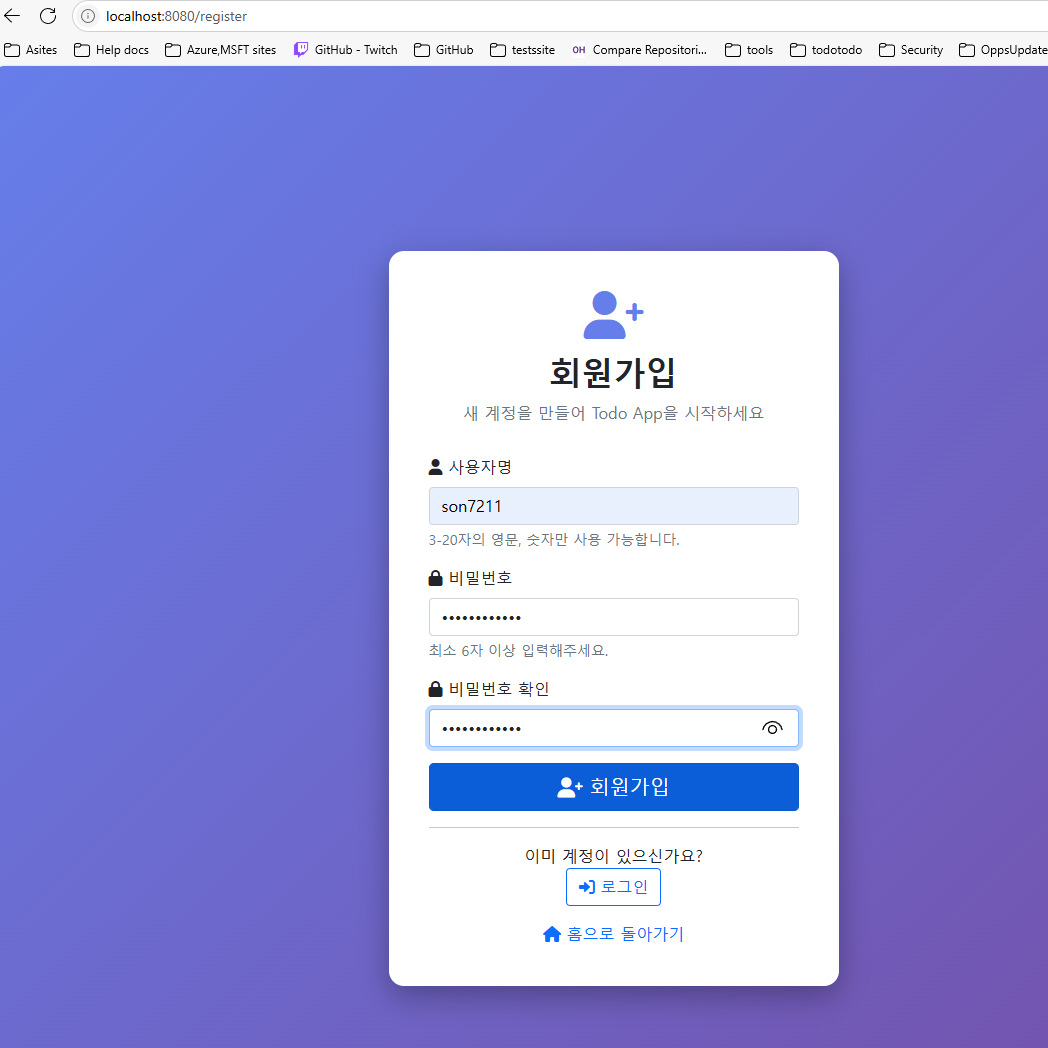 localhost:8080/register
Asites Help docs Azure,MSFT sites GitHub - Twitch GitHub testssite OH Compare Repositori... tools todotodo Security OppsUpdate
회원가입
새 계정을 만들어 Todo App을 시작하세요
사용자명
son7211
3-20자의 영문, 숫자만 사용 가능합니다.
비밀번호
••••••••••••
최소 6자 이상 입력해주세요.
비밀번호 확인
••••••••••••
회원가입
이미 계정이 있으신가요?
로그인
홈으로 돌아가기